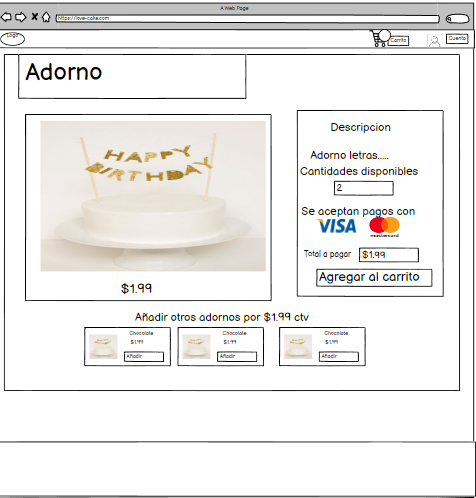 A Web Page
https://love-cake.com
Logo
Carrito
Cuenta
Adorno
HAPPY
BIRTHDAY
$1.99
Descripcion
Adorno letras.....
Cantidades disponibles
2
Se aceptan pagos con
VISA
mastercard
Total a pagar $1.99
Agregar al carrito
Añadir otros adornos por $1.99 ctv
Chocolate
$1.99
Añadir
Chocolate
$1.99
Añadir
Chocolate
$1.99
Añadir